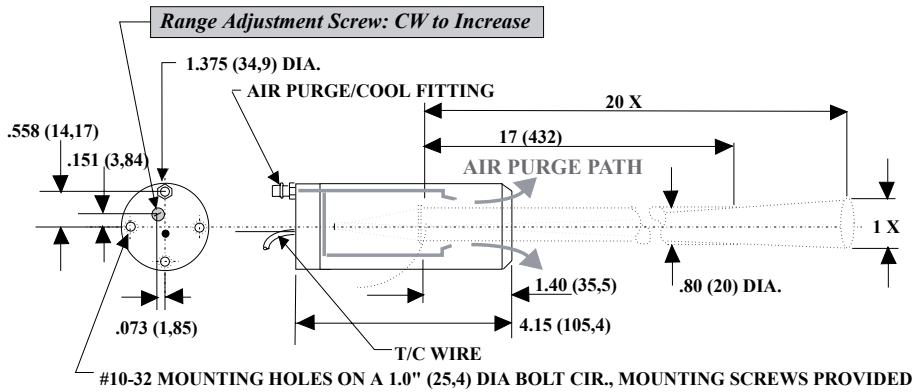 Range Adjustment Screw: CW to Increase
1.375 (34,9) DIA.
AIR PURGE/COOL FITTING
20 X
.558 (14,17)
17 (432)
.151 (3,84)
AIR PURGE PATH
1 X
1.40 (35,5)
.80 (20) DIA.
.073 (1,85)
4.15 (105,4)
T/C WIRE
#10-32 MOUNTING HOLES ON A 1.0" (25,4) DIA BOLT CIR., MOUNTING SCREWS PROVIDED